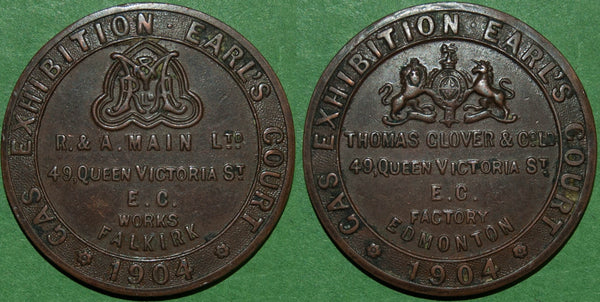 GAS EXHIBITION · EARL'S COURT
R. & A. MAIN LTD
49, QUEEN VICTORIA ST
E. C.
WORKS
FALKIRK
1904
GAS EXHIBITION · EARL'S COURT
THOMAS GLOVER & CO LD
49, QUEEN VICTORIA ST
E. C.
FACTORY
EDMONTON
1904